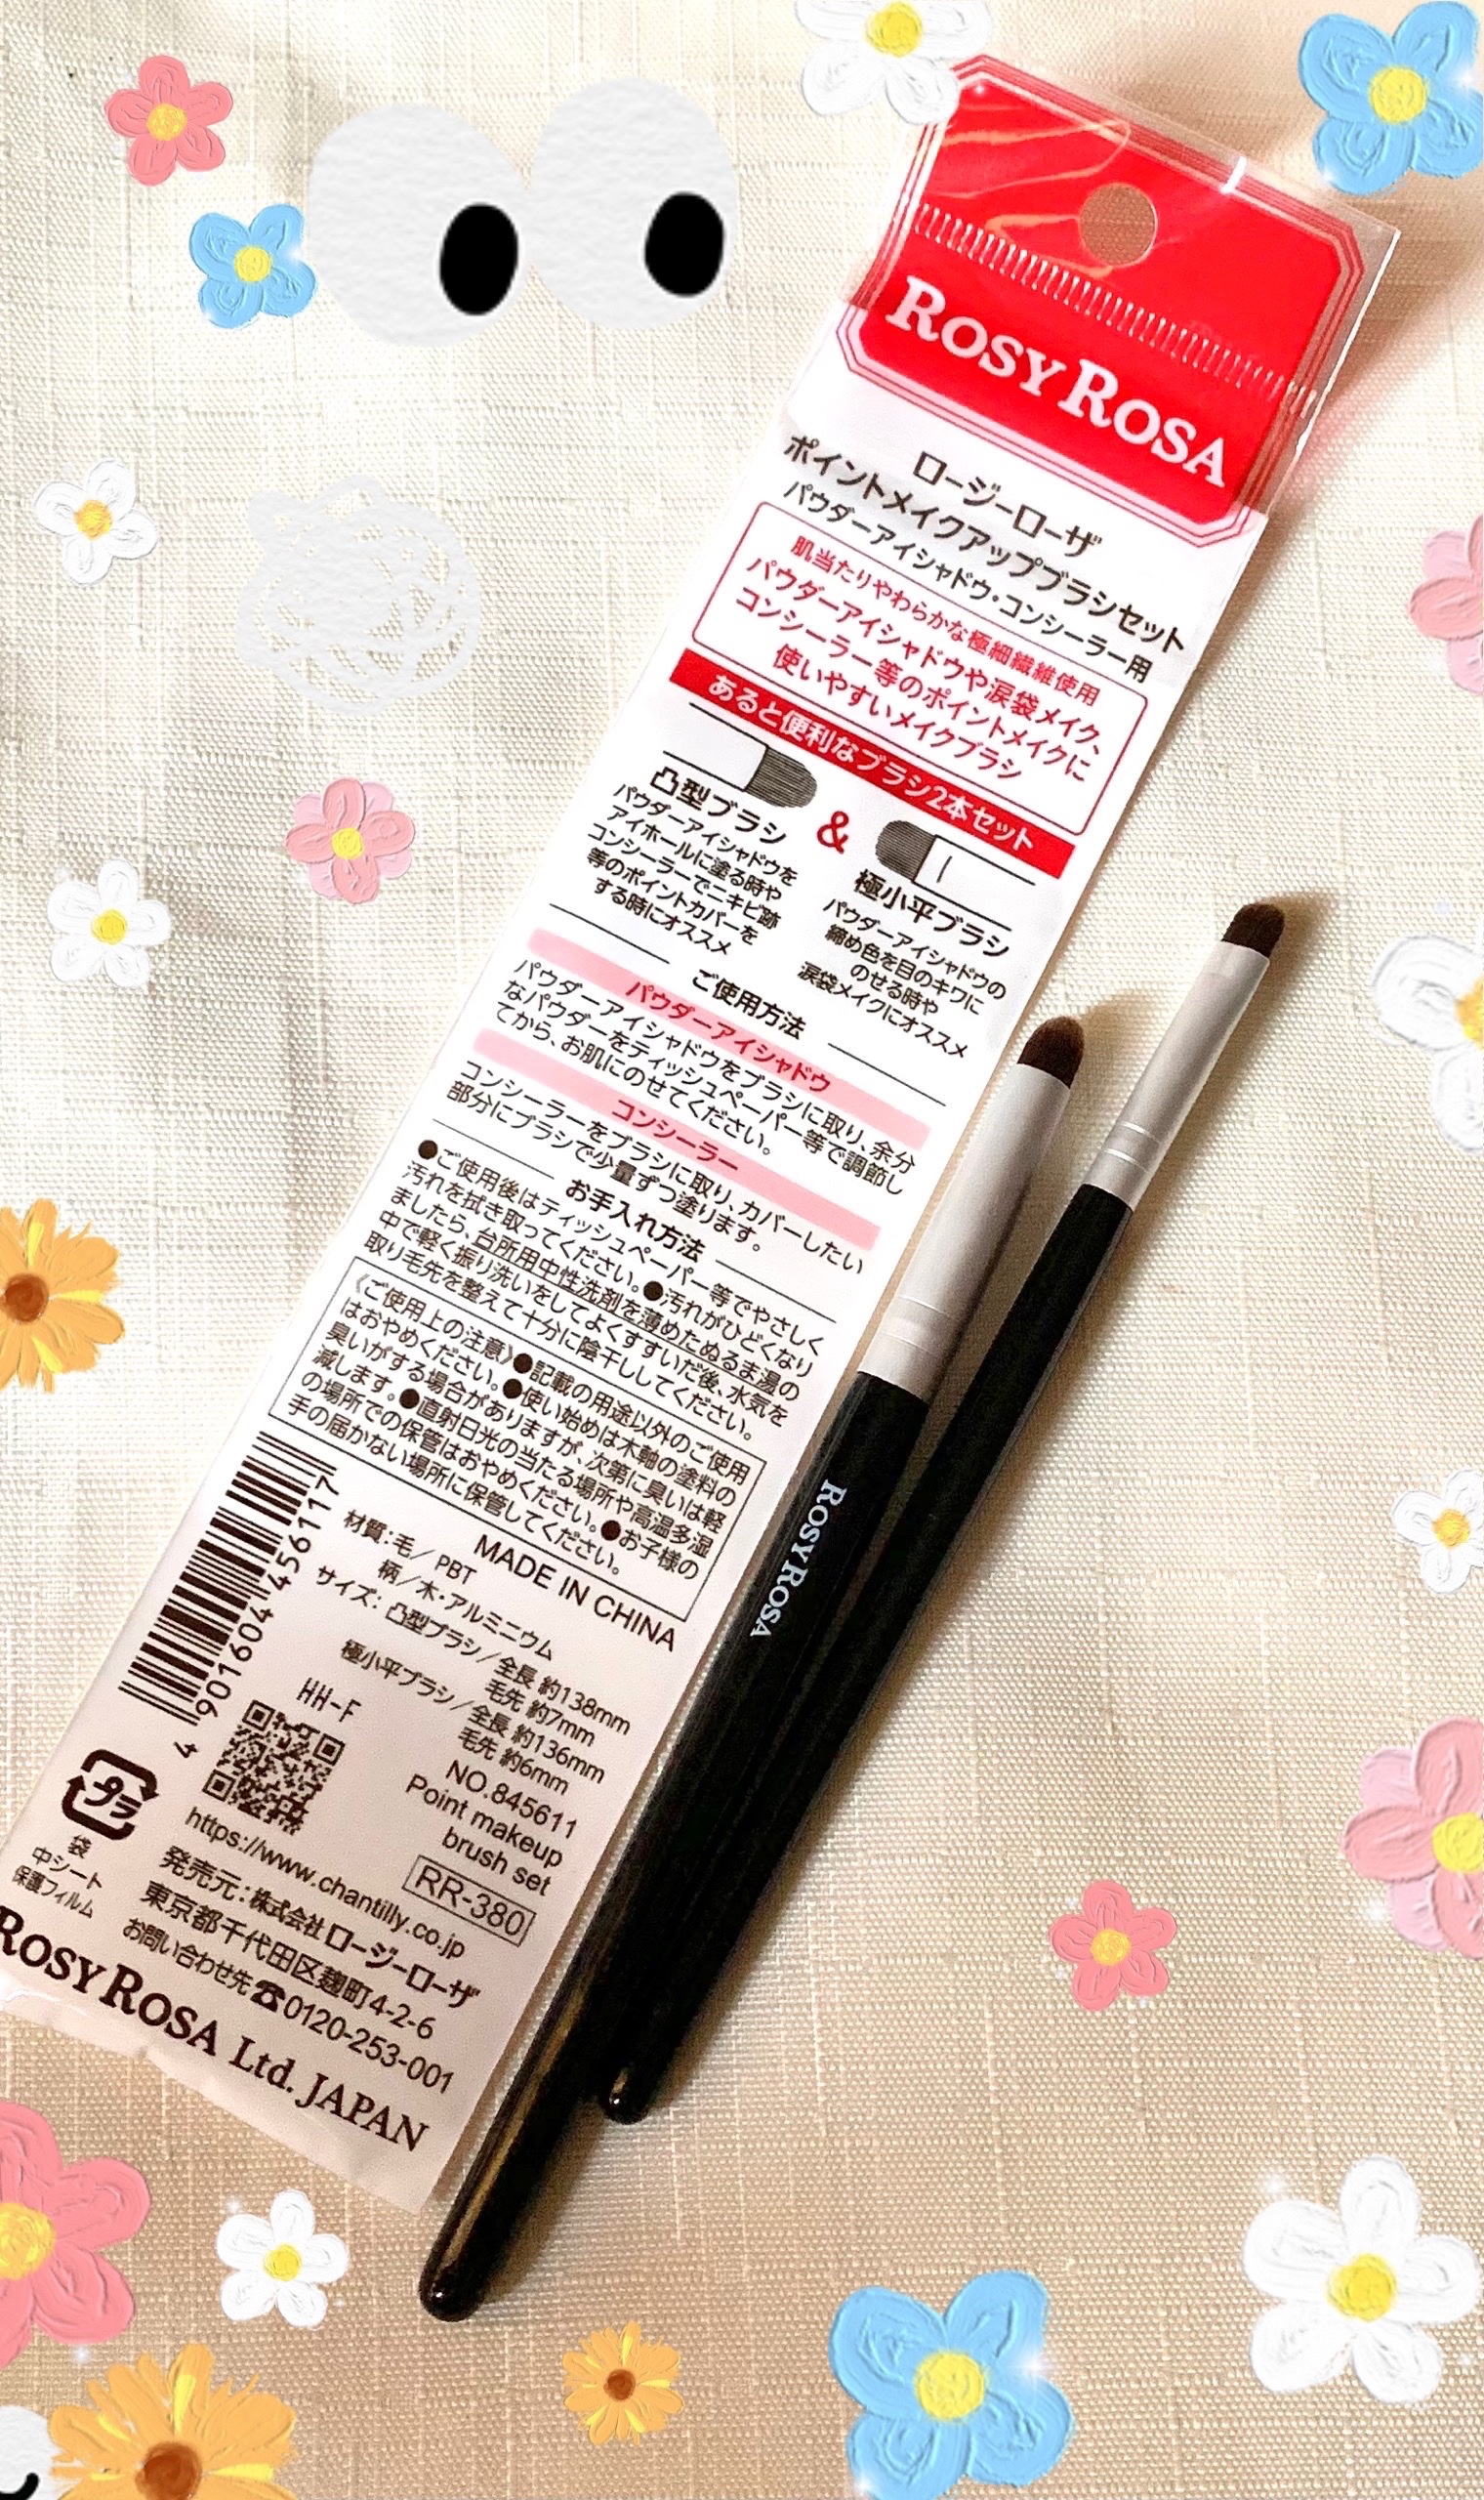 ROSY ROSA
ロージーローザ
ポイントメイクアップブラシセット
パウダーアイシャドウ・コンシーラー用
肌当たりやわらかな極細繊維使用
パウダーアイシャドウや涙袋メイク、
コンシーラー等のポイントメイクに
使いやすいメイクブラシ
あると便利なブラシ2本セット
凸型ブラシ
パウダーアイシャドウを
アイホールに塗る時や
コンシーラーでニキビ跡
等のポイントカバーを
する時にオススメ
&
極小平ブラシ
パウダーアイシャドウの
締め色を目のキワに
のせる時や
涙袋メイクにオススメ
ご使用方法
パウダーアイシャドウ
パウダーアイシャドウをブラシに取り、余分
なパウダーをティッシュペーパー等で調節し
てから、お肌にのせてください。
コンシーラー
コンシーラーをブラシに取り、カバーしたい
部分にブラシで少量ずつ塗ります。
お手入れ方法
●ご使用後はティッシュペーパー等でやさしく
汚れを拭き取ってください。●汚れがひどくなり
ましたら、台所用中性洗剤を薄めたぬるま湯の
中で軽く振り洗いをしてよくすすいだ後、水気を
取り毛先を整えて十分に陰干ししてください。
《ご使用上の注意》●記載の用途以外のご使用
はおやめください。●使い始めは木軸の塗料の
臭いがする場合がありますが、次第に臭いは軽
減します。●直射日光の当たる場所や高温多湿
の場所での保管はおやめください。●お子様の
手の届かない場所に保管してください。
MADE IN CHINA
材質:毛／PBT
柄／木・アルミニウム
サイズ:凸型ブラシ／全長 約138mm
毛先 約7mm
極小平ブラシ／全長 約136mm
毛先 約6mm
4 901604 456117
HH-F
NO.845611
Point makeup
brush set
RR-380
プラ
袋
中シート
保護フィルム
https://www.chantilly.co.jp
発売元:株式会社ロージーローザ
東京都千代田区麹町4-2-6
お問い合わせ先☎0120-253-001
ROSY ROSA Ltd. JAPAN
ROSY ROSA